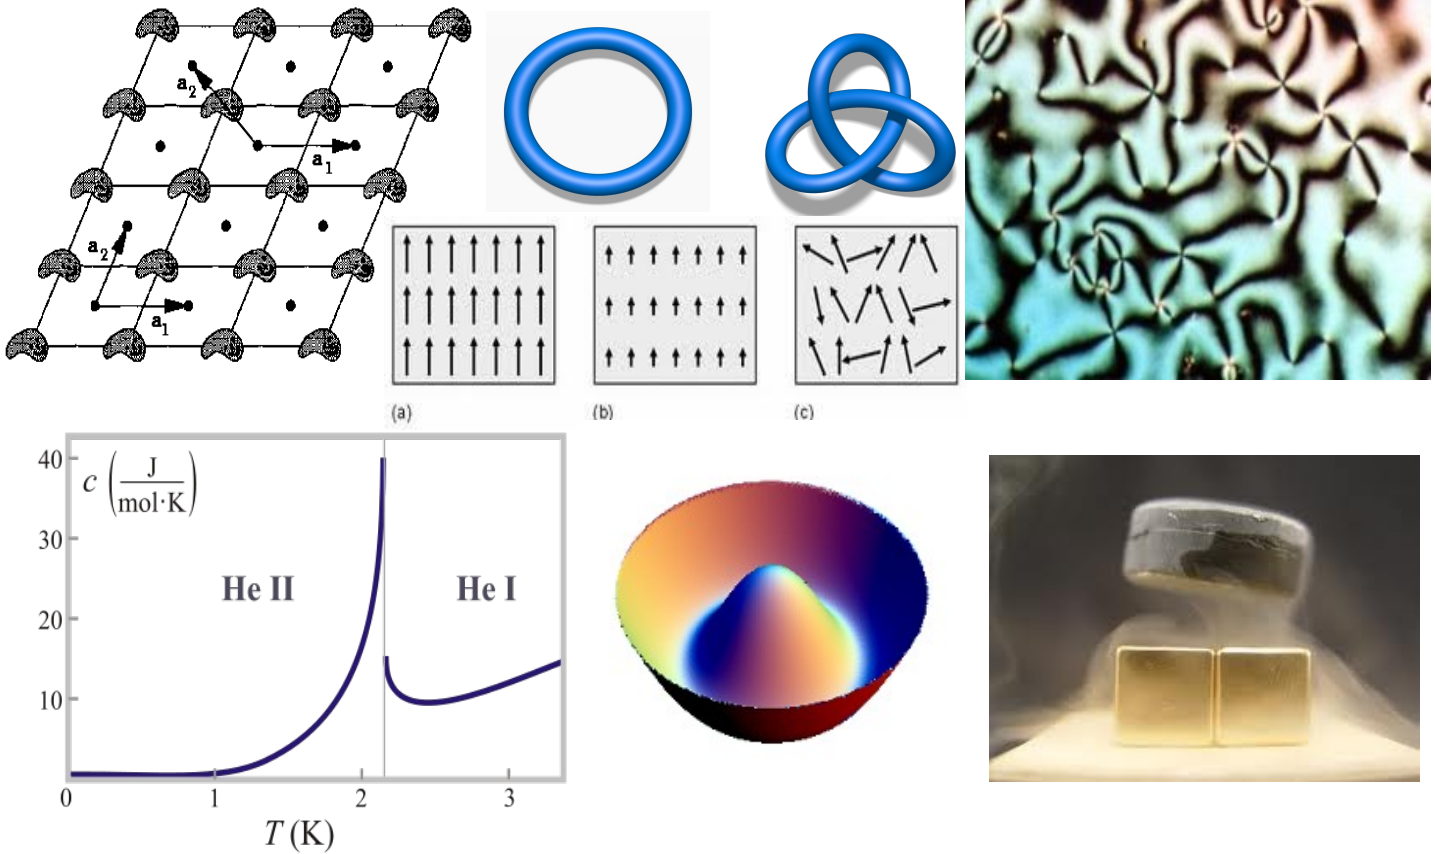 a₂
a₁
a₂
a₁
(a)
(b)
(c)
c (J/mol·K)
40
30
20
10
He II
He I
0
1
2
3
T (K)